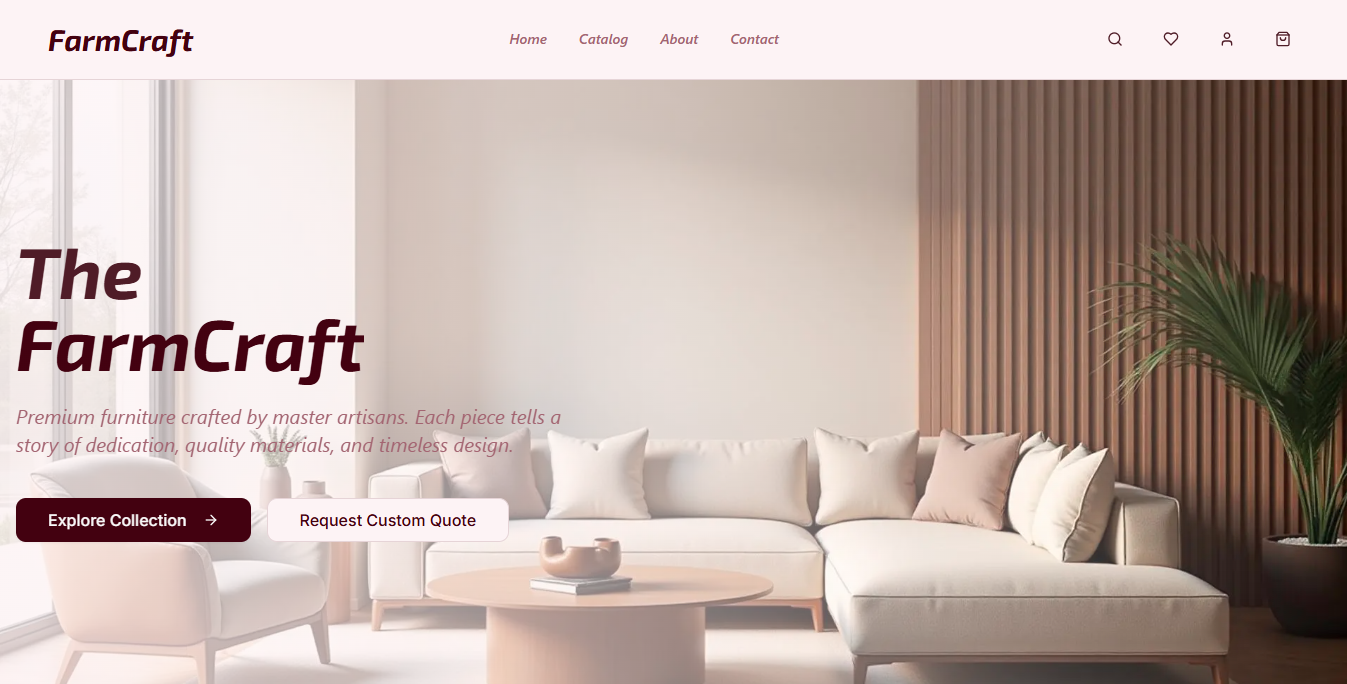 FarmCraft
Home
Catalog
About
Contact
The
FarmCraft
Premium furniture crafted by master artisans. Each piece tells a
story of dedication, quality materials, and timeless design.
Explore Collection →
Request Custom Quote